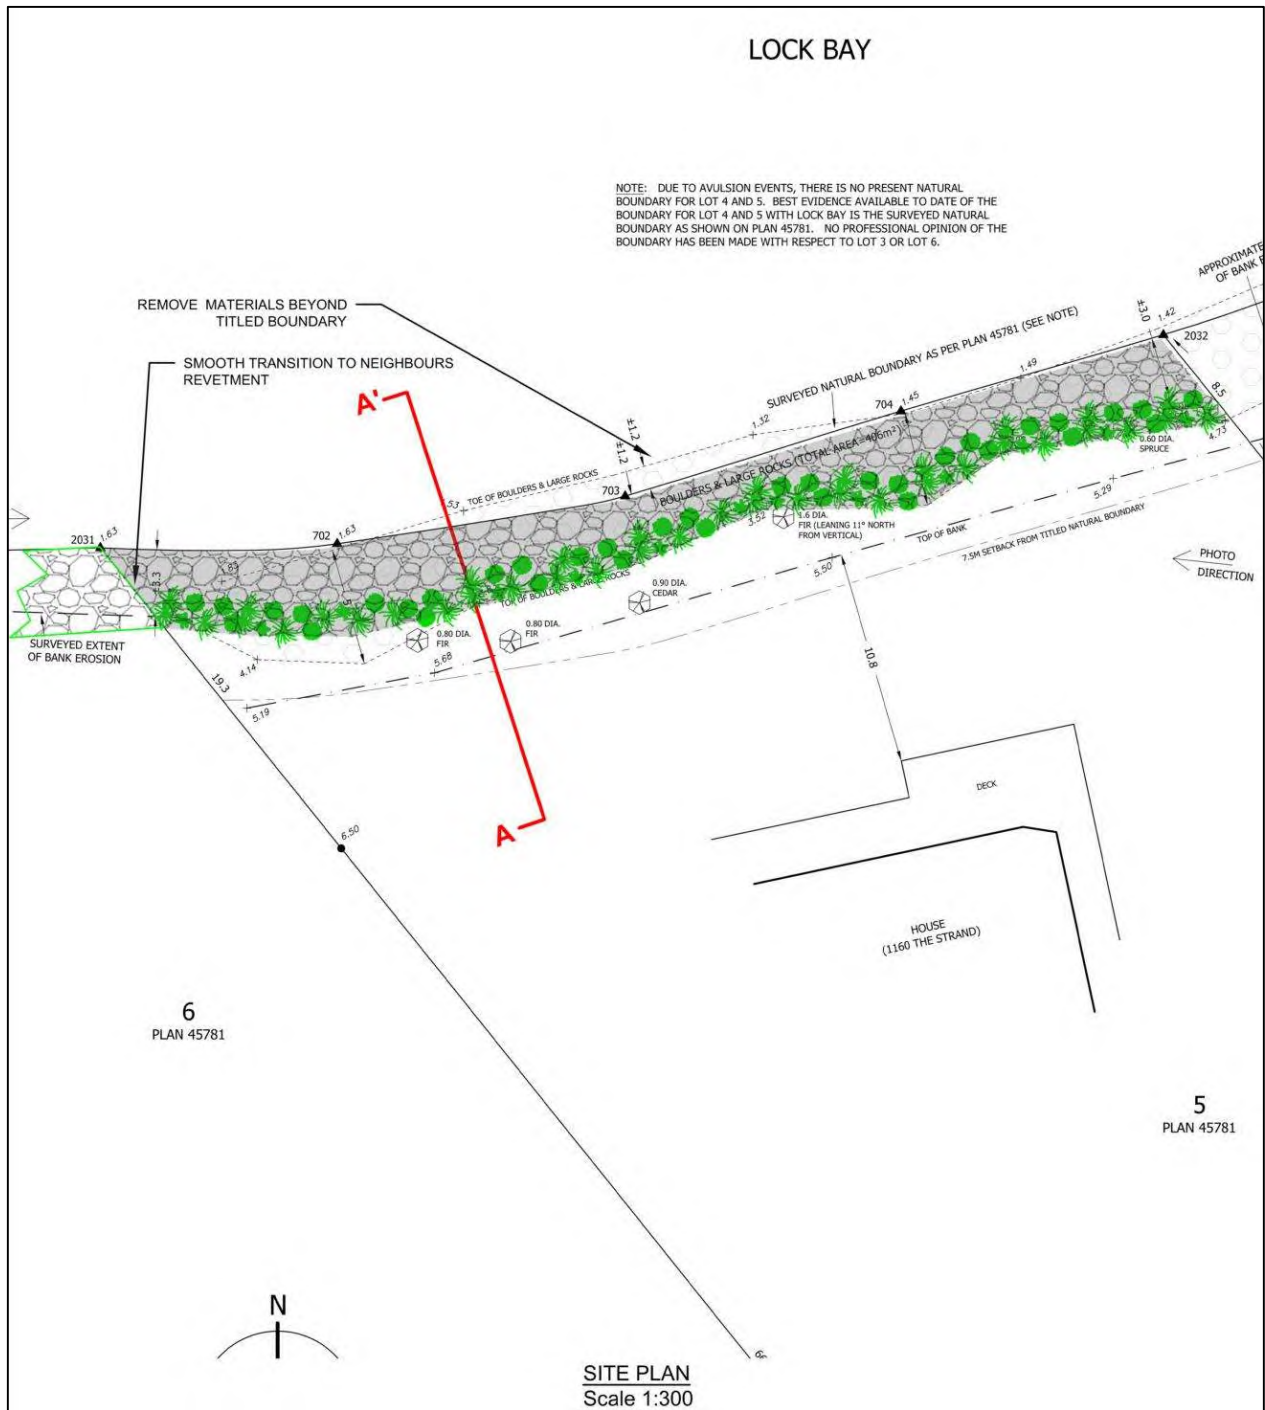 LOCK BAY
NOTE: DUE TO AVULSION EVENTS, THERE IS NO PRESENT NATURAL
BOUNDARY FOR LOT 4 AND 5. BEST EVIDENCE AVAILABLE TO DATE OF THE
BOUNDARY FOR LOT 4 AND 5 WITH LOCK BAY IS THE SURVEYED NATURAL
BOUNDARY AS SHOWN ON PLAN 45781. NO PROFESSIONAL OPINION OF THE
BOUNDARY HAS BEEN MADE WITH RESPECT TO LOT 3 OR LOT 6.
APPROXIMATE
OF BANK
REMOVE MATERIALS BEYOND
TITLED BOUNDARY
SMOOTH TRANSITION TO NEIGHBOURS
REVETMENT
SURVEYED NATURAL BOUNDARY AS PER PLAN 45781 (SEE NOTE)
±3.0
1.42
2032
1.49
8.5
704
1.45
1.32
A'
±1.2
±1.2
BOULDERS & LARGE ROCKS (TOTAL AREA=406m²)
TOE OF BOULDERS & LARGE ROCKS
.53
703
0.60 DIA.
SPRUCE
4.73
5.29
2031
1.63
702
1.63
.83
±3.3
3.52
1.6 DIA.
FIR (LEANING 11° NORTH
FROM VERTICAL)
TOP OF BANK
7.5M SETBACK FROM TITLED NATURAL BOUNDARY
PHOTO
DIRECTION
5.50
TOP OF BOULDERS & LARGE ROCKS
0.90 DIA.
CEDAR
0.80 DIA.
FIR
0.80 DIA.
FIR
SURVEYED EXTENT
OF BANK EROSION
4.14
5.68
19.3
5.19
10.8
DECK
A
6.50
HOUSE
(1160 THE STRAND)
6
PLAN 45781
5
PLAN 45781
N
SITE PLAN
Scale 1:300